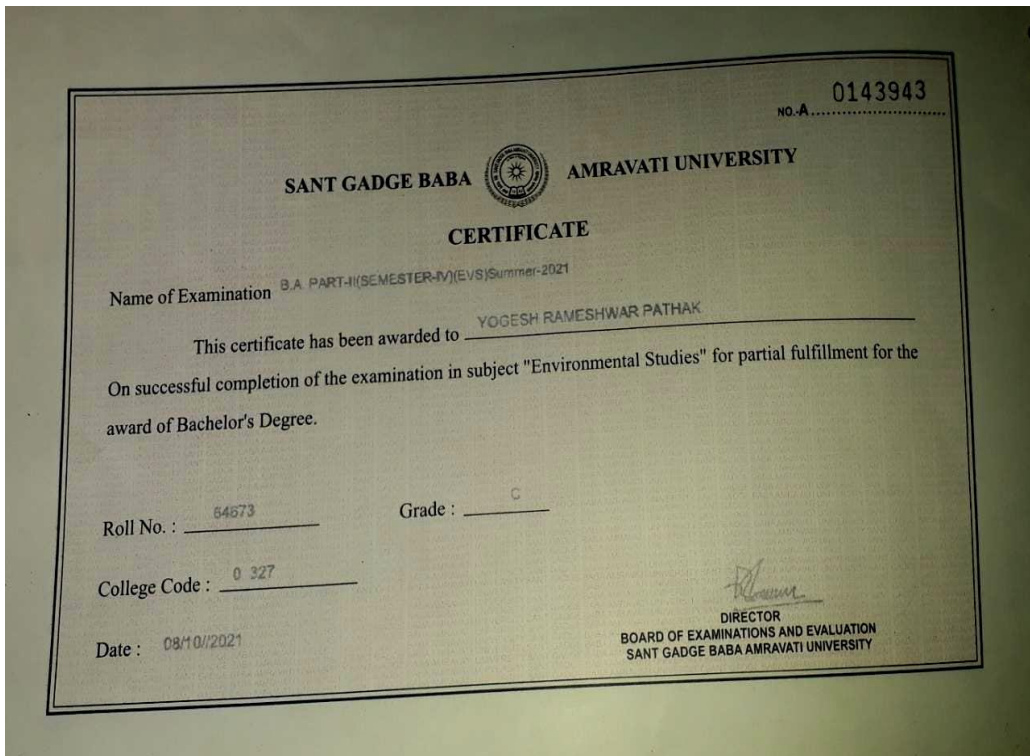 NO.-A 0143943
SANT GADGE BABA AMRAVATI UNIVERSITY
CERTIFICATE
Name of Examination B.A PART-II(SEMESTER-IV)(EVS)Summer-2021
This certificate has been awarded to YOGESH RAMESHWAR PATHAK
On successful completion of the examination in subject "Environmental Studies" for partial fulfillment for the
award of Bachelor's Degree.
Roll No. : 64673 Grade : C
College Code : 0 327
DIRECTOR
BOARD OF EXAMINATIONS AND EVALUATION
Date : 08/10//2021
SANT GADGE BABA AMRAVATI UNIVERSITY